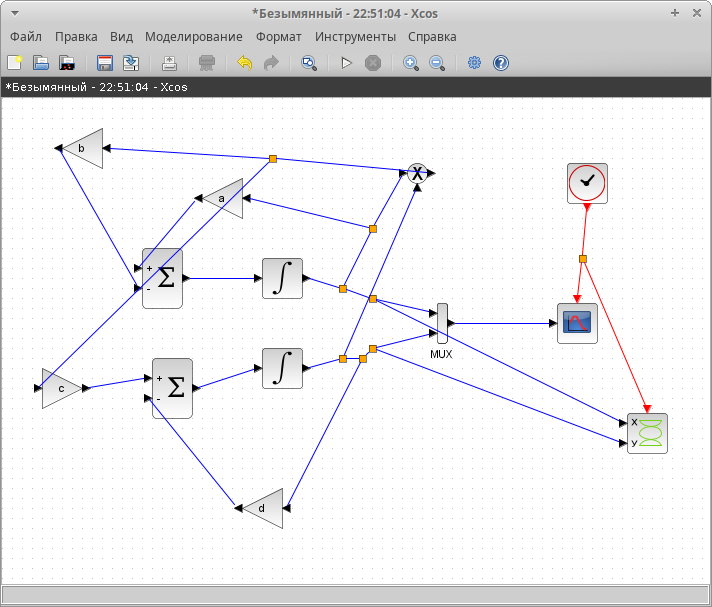 *Безымянный - 22:51:04 - Xcos
Файл Правка Вид Моделирование Формат Инструменты Справка
*Безымянный - 22:51:04 - Xcos
b
X
a
+
Σ
-
∫
MUX
c
+
Σ
-
∫
X
y
d